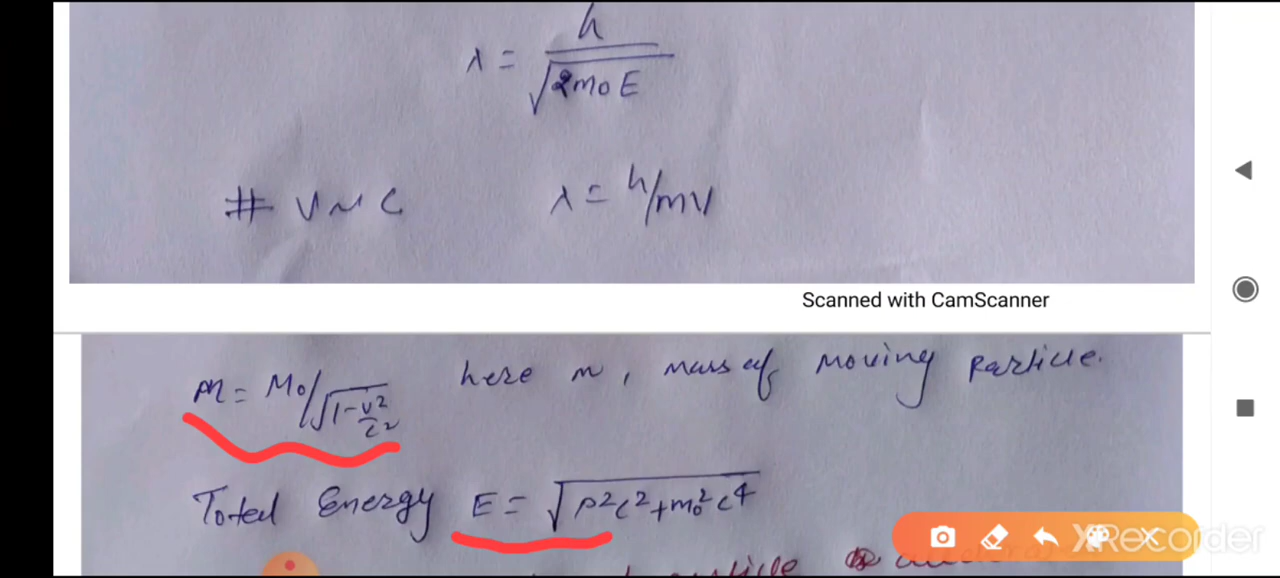 λ = h/√2m₀E
# V ~ C λ = h/mv
Scanned with CamScanner
m = M₀/√1-v²/c² here m, mass of moving particle.
Total Energy E = √p²c²+m₀²c⁴
XRecorder